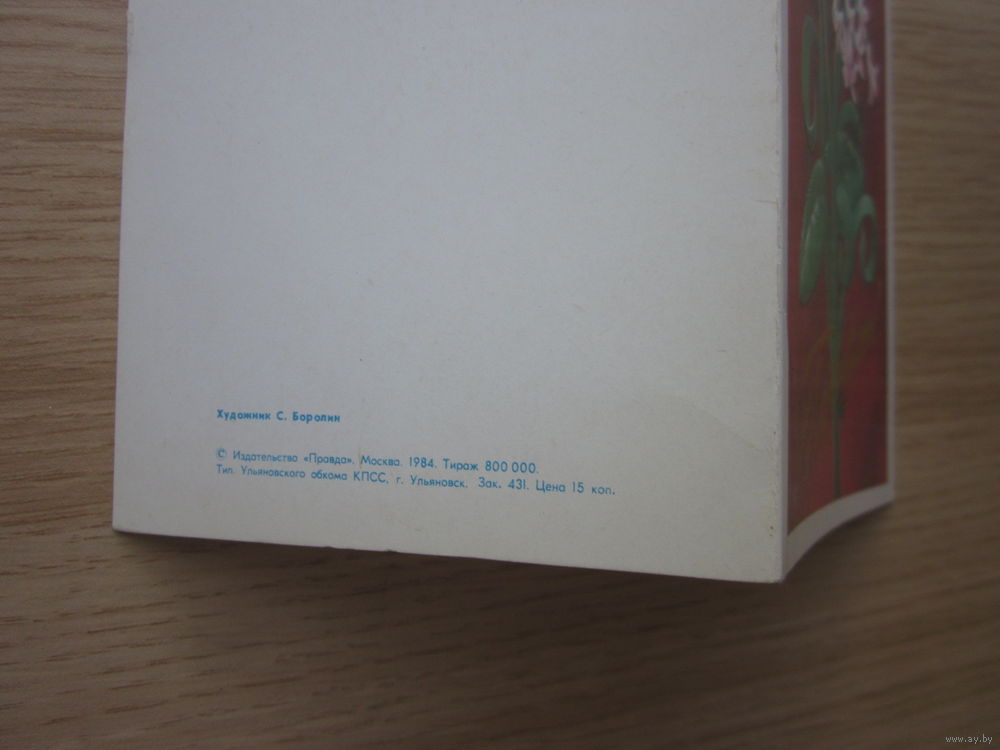 Художник С. Боролин
© Издательство «Правда». Москва. 1984. Тираж 800 000.
Тип. Ульяновского обкома КПСС, г. Ульяновск. Зак. 431. Цена 15 коп.
www.ay.by